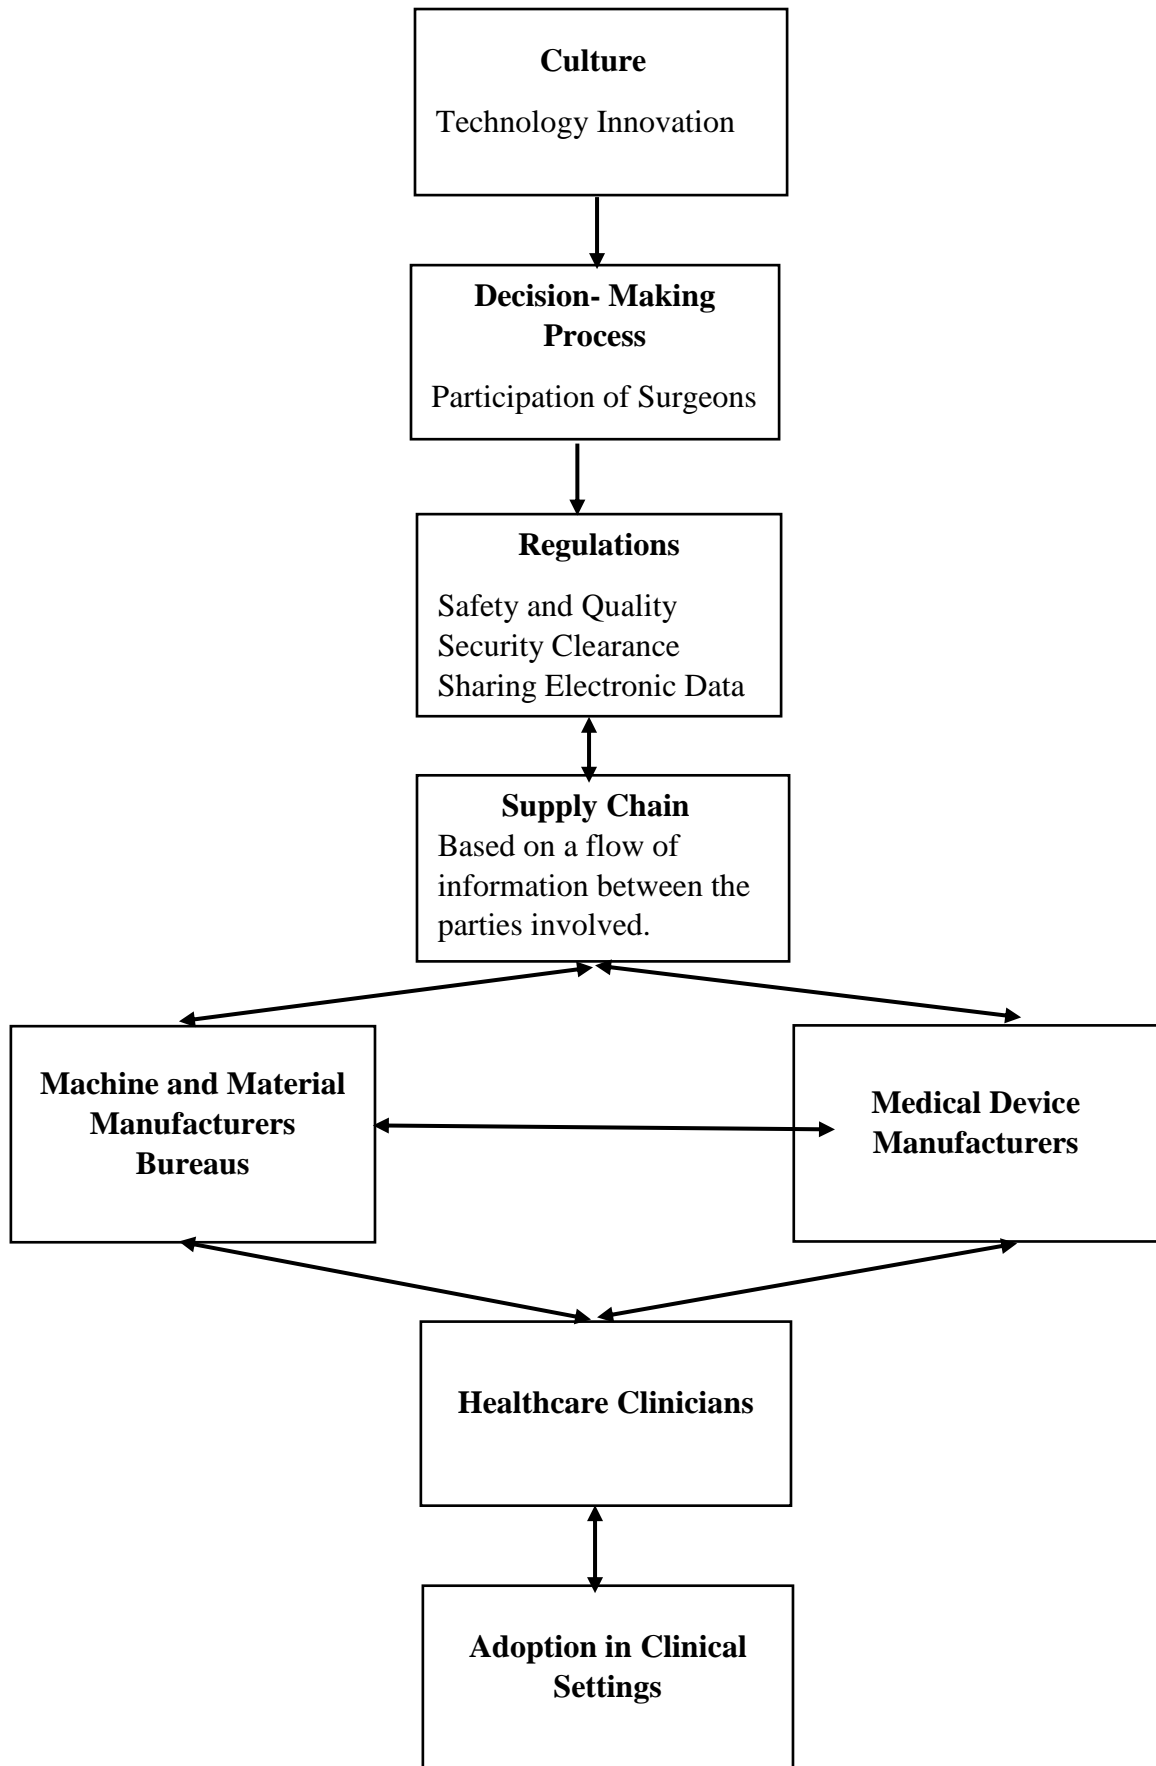 Culture
Technology Innovation
Decision- Making
Process
Participation of Surgeons
Regulations
Safety and Quality
Security Clearance
Sharing Electronic Data
Supply Chain
Based on a flow of
information between the
parties involved.
Machine and Material
Manufacturers
Bureaus
Medical Device
Manufacturers
Healthcare Clinicians
Adoption in Clinical
Settings